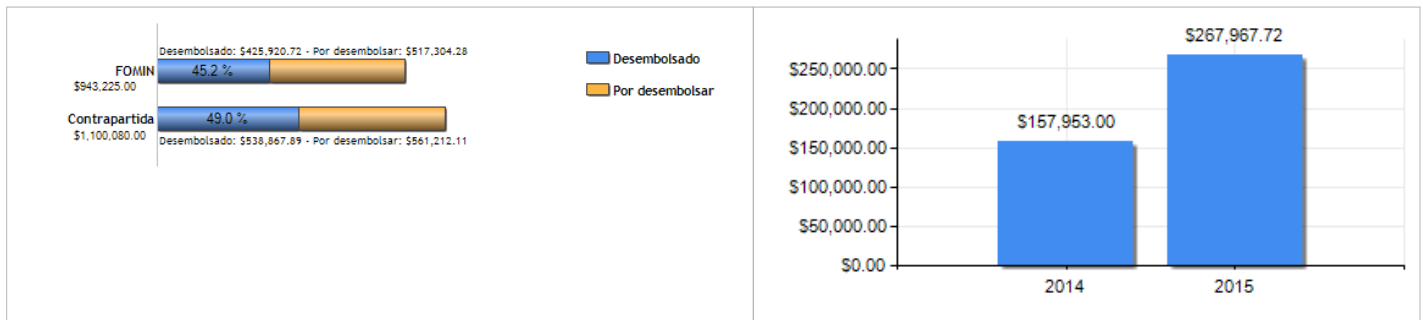 Desembolsado: $425,920.72 - Por desembolsar: $517,304.28
FOMIN
45.2 %
$943,225.00
Contrapartida
49.0 %
$1,100,080.00
Desembolsado: $538,867.89 - Por desembolsar: $561,212.11
Desembolsado
Por desembolsar
$267,967.72
$250,000.00
$200,000.00
$157,953.00
$150,000.00
$100,000.00
$50,000.00
$0.00
2014
2015